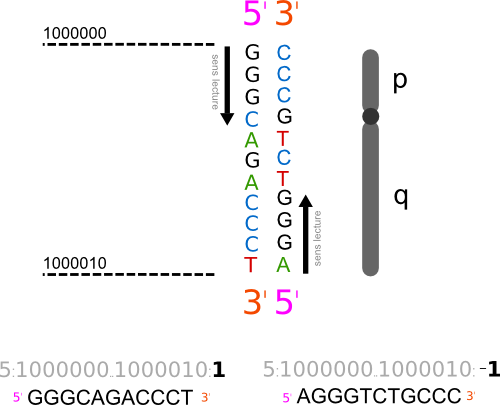 5' 3'
1000000
G C
G C
G C
C G
A T
G C
A T
C G
C G
C G
T A
sens lecture
sens lecture
p
q
1000010
3' 5'
5:1000000..1000010:1
5' GGGCAGACCCT 3'
5:1000000..1000010:-1
5' AGGGTCTGCCC 3'